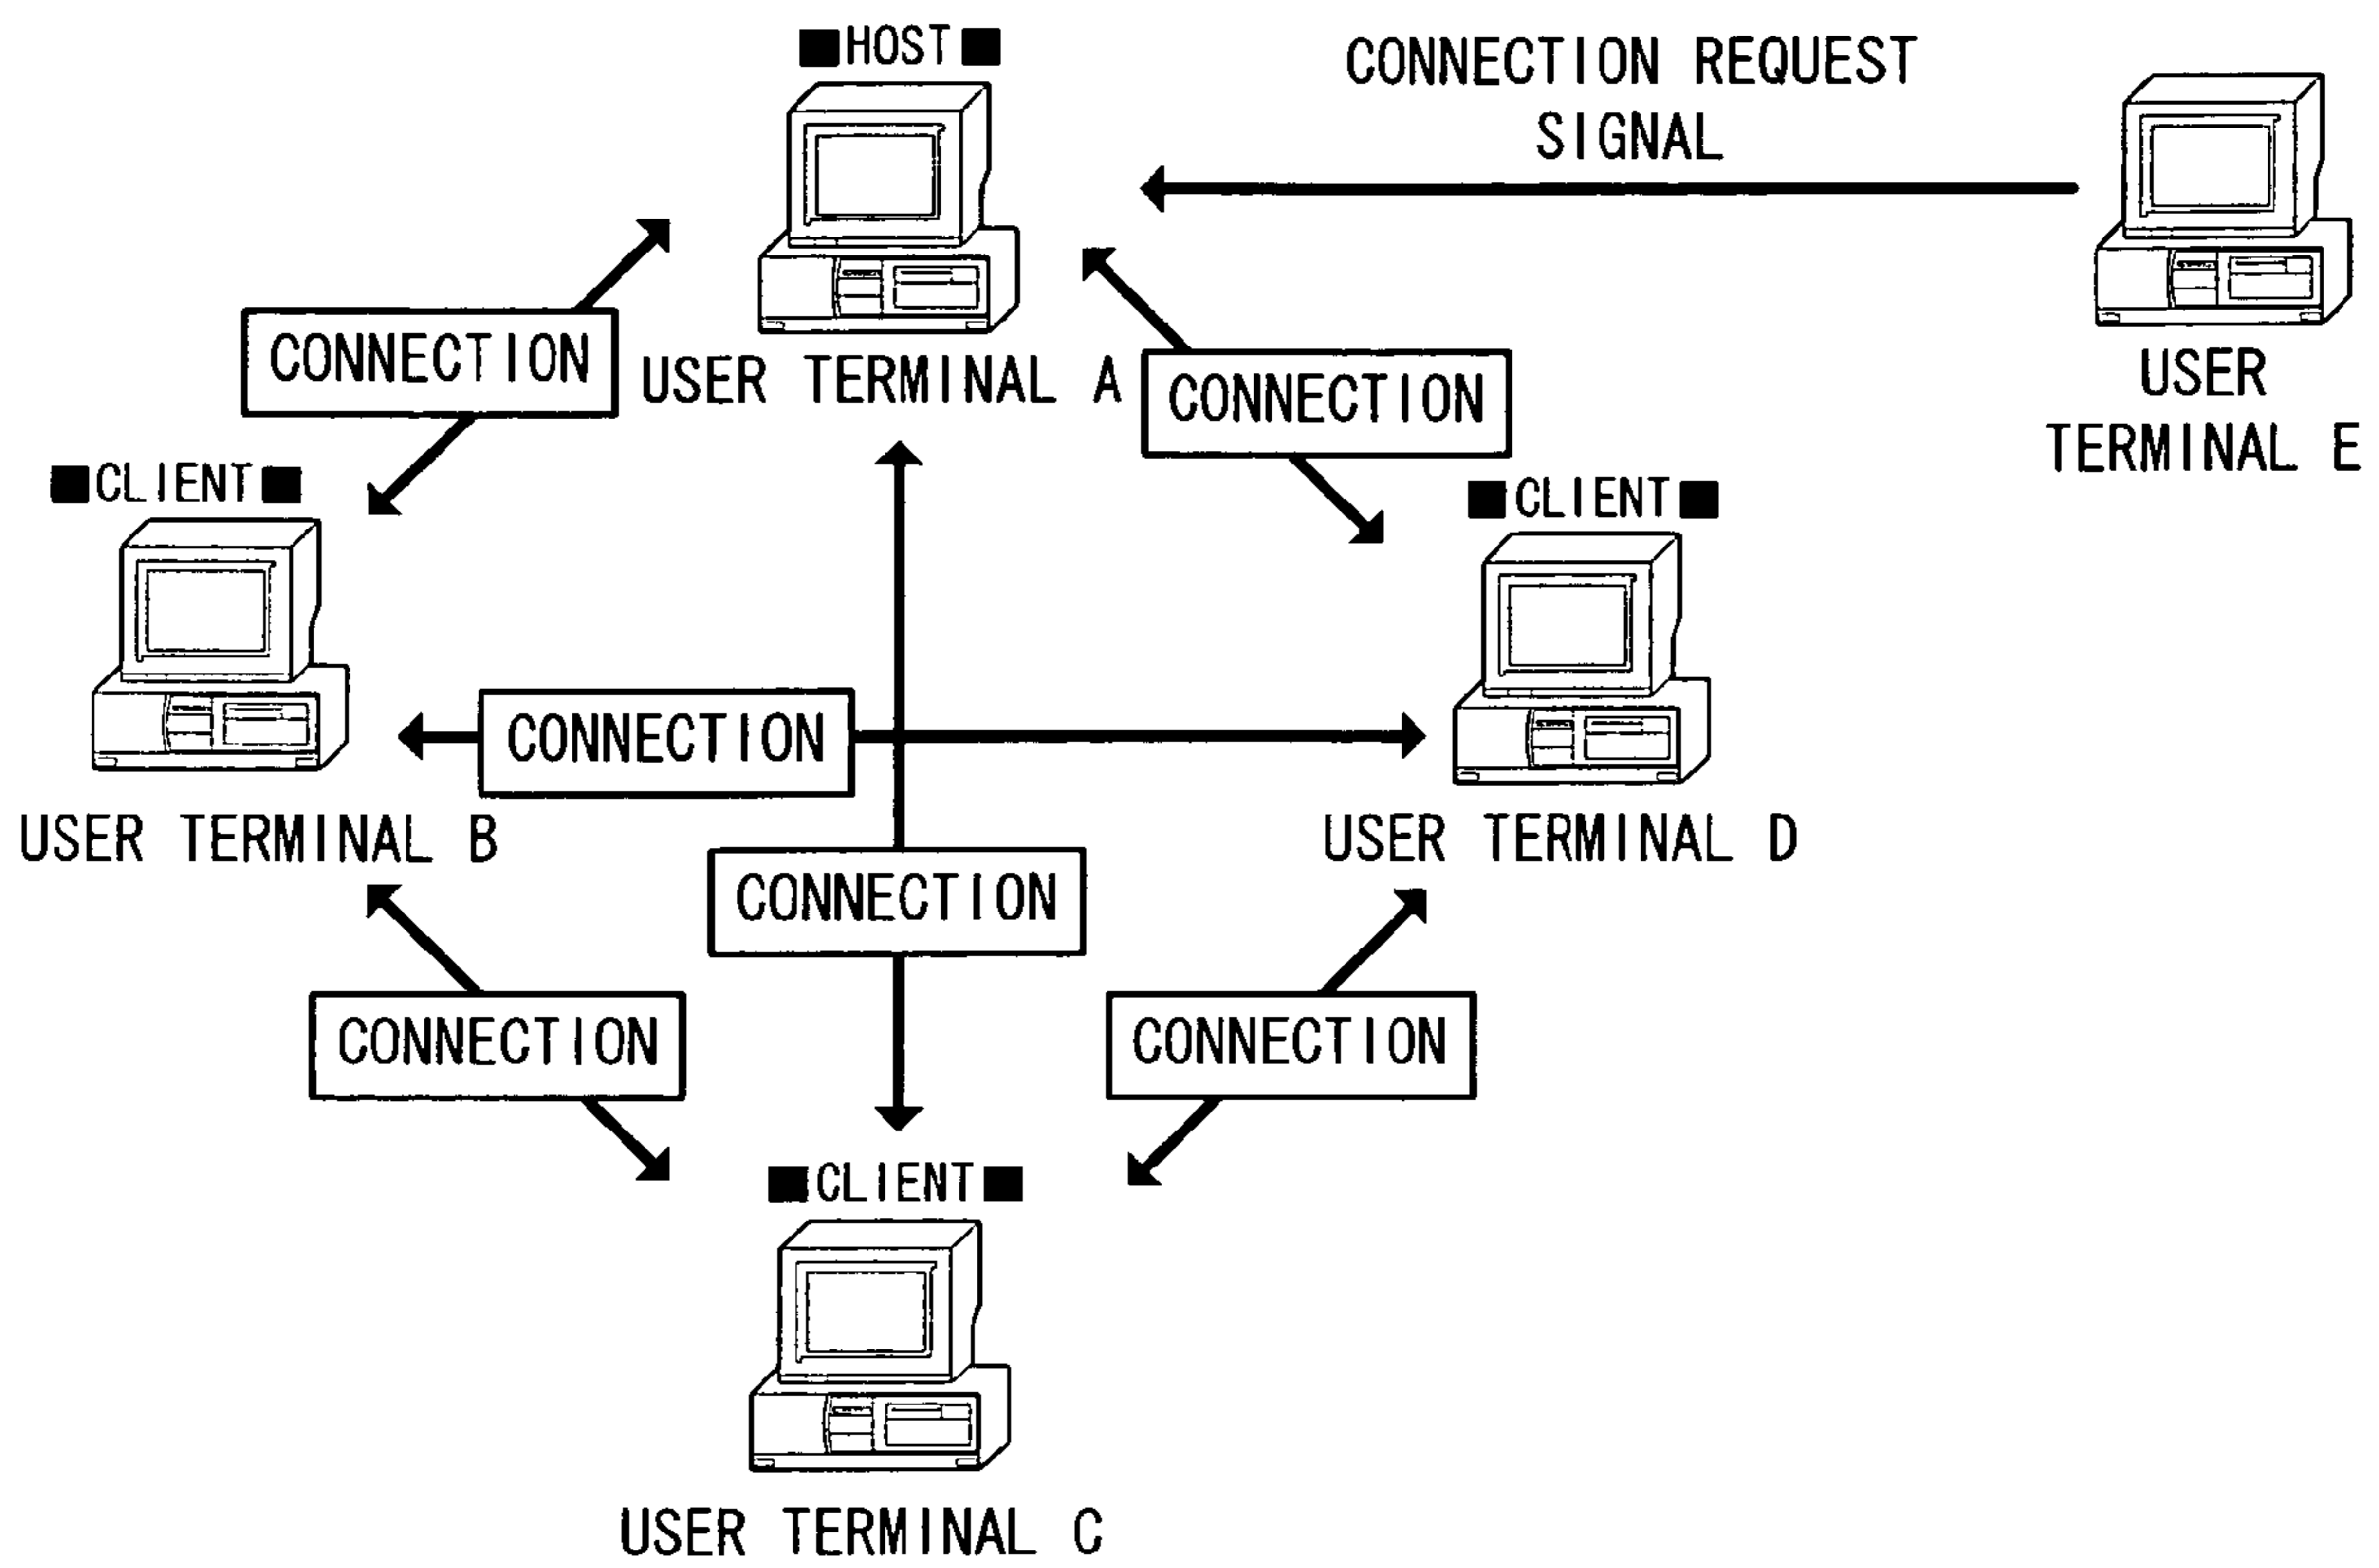 ■HOST■
CONNECTION REQUEST
SIGNAL
CONNECTION
USER TERMINAL A
CONNECTION
USER
TERMINAL E
■CLIENT■
■CLIENT■
CONNECTION
USER TERMINAL B
USER TERMINAL D
CONNECTION
CONNECTION
CONNECTION
■CLIENT■
USER TERMINAL C